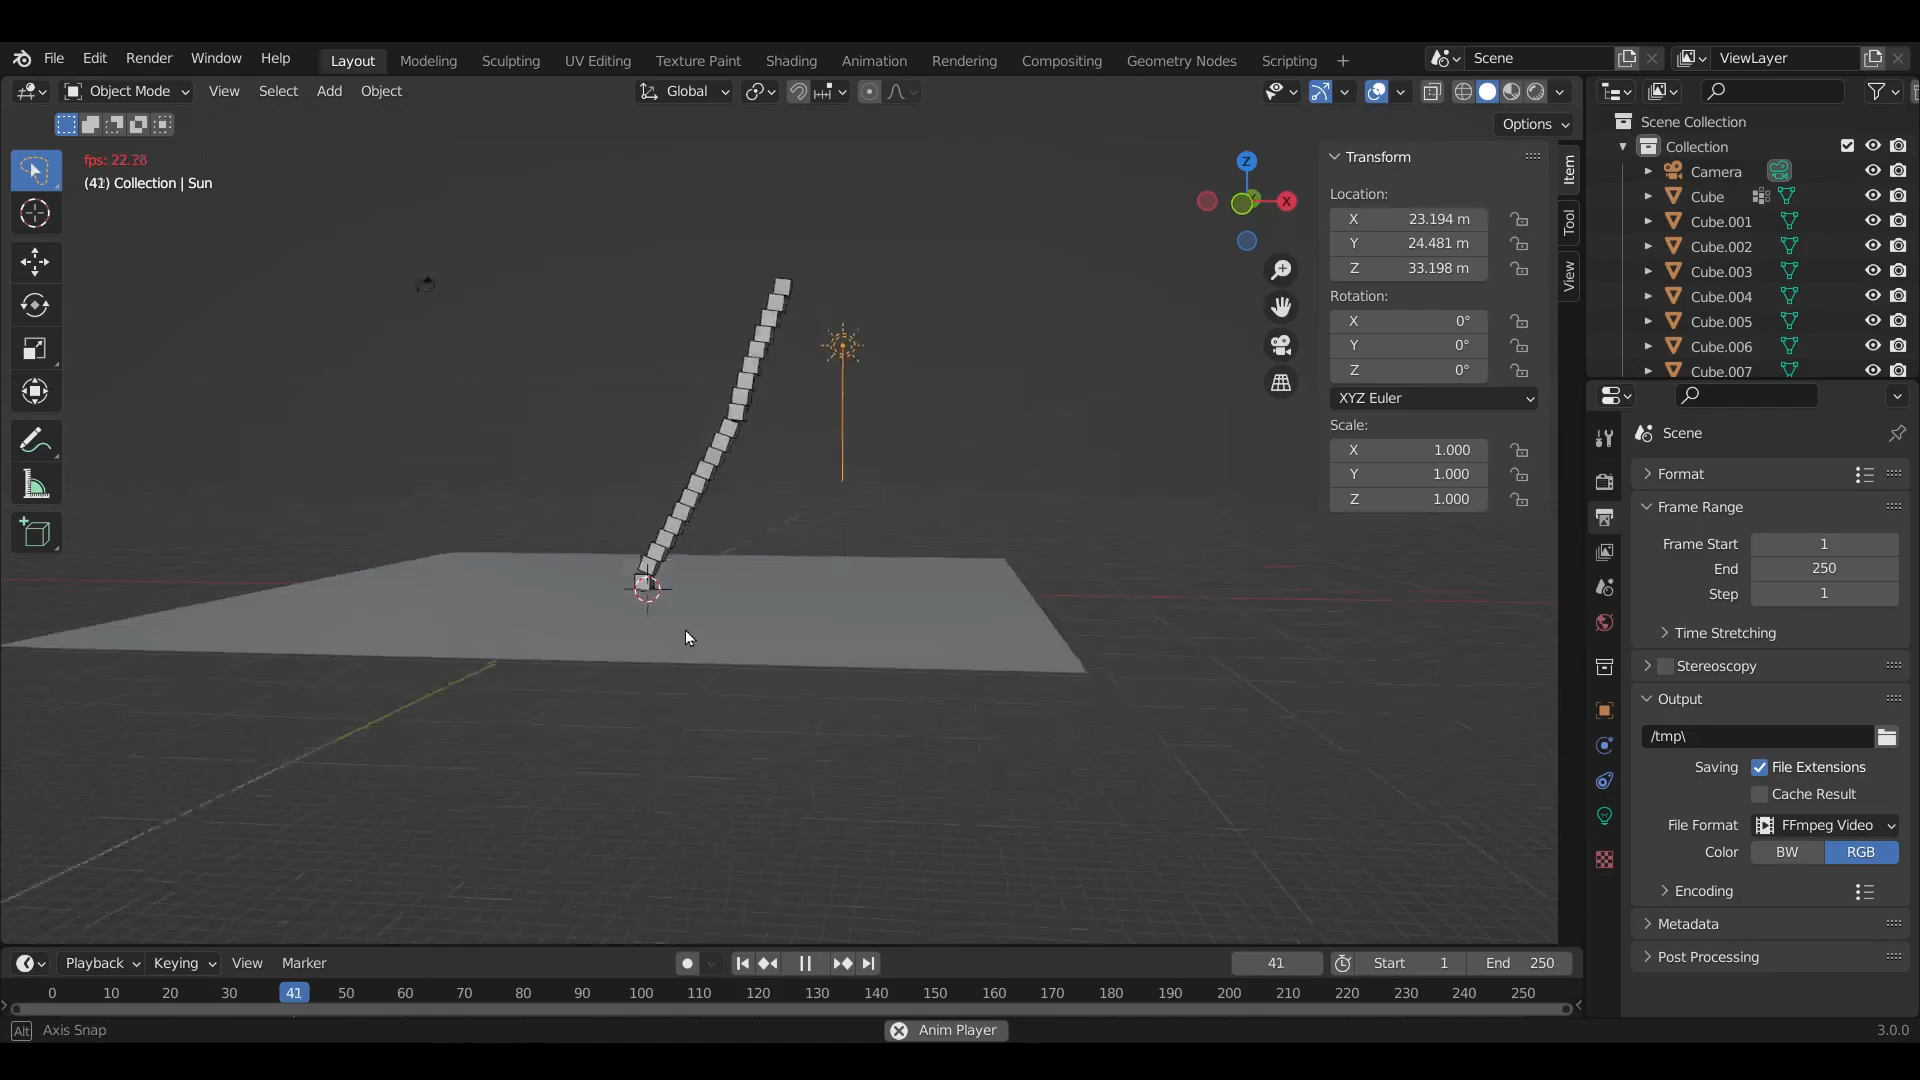 File Edit Render Window Help Layout Modeling Sculpting UV Editing Texture Paint Shading Animation Rendering Compositing Geometry Nodes Scripting + Scene ViewLayer
Object Mode View Select Add Object Global
Options
fps: 22.28
(41) Collection | Sun
Z
X
Transform
Location:
X 23.194 m
Y 24.481 m
Z 33.198 m
Rotation:
X 0°
Y 0°
Z 0°
XYZ Euler
Scale:
X 1.000
Y 1.000
Z 1.000
Item
Tool
View
Scene Collection
Collection
Camera
Cube
Cube.001
Cube.002
Cube.003
Cube.004
Cube.005
Cube.006
Cube.007
Scene
Format
Frame Range
Frame Start 1
End 250
Step 1
Time Stretching
Stereoscopy
Output
/tmp\
Saving File Extensions
Cache Result
File Format FFmpeg Video
Color BW RGB
Encoding
Metadata
Post Processing
Playback Keying View Marker 41 Start 1 End 250
0 10 20 30 41 50 60 70 80 90 100 110 120 130 140 150 160 170 180 190 200 210 220 230 240 250
Alt Axis Snap Anim Player 3.0.0